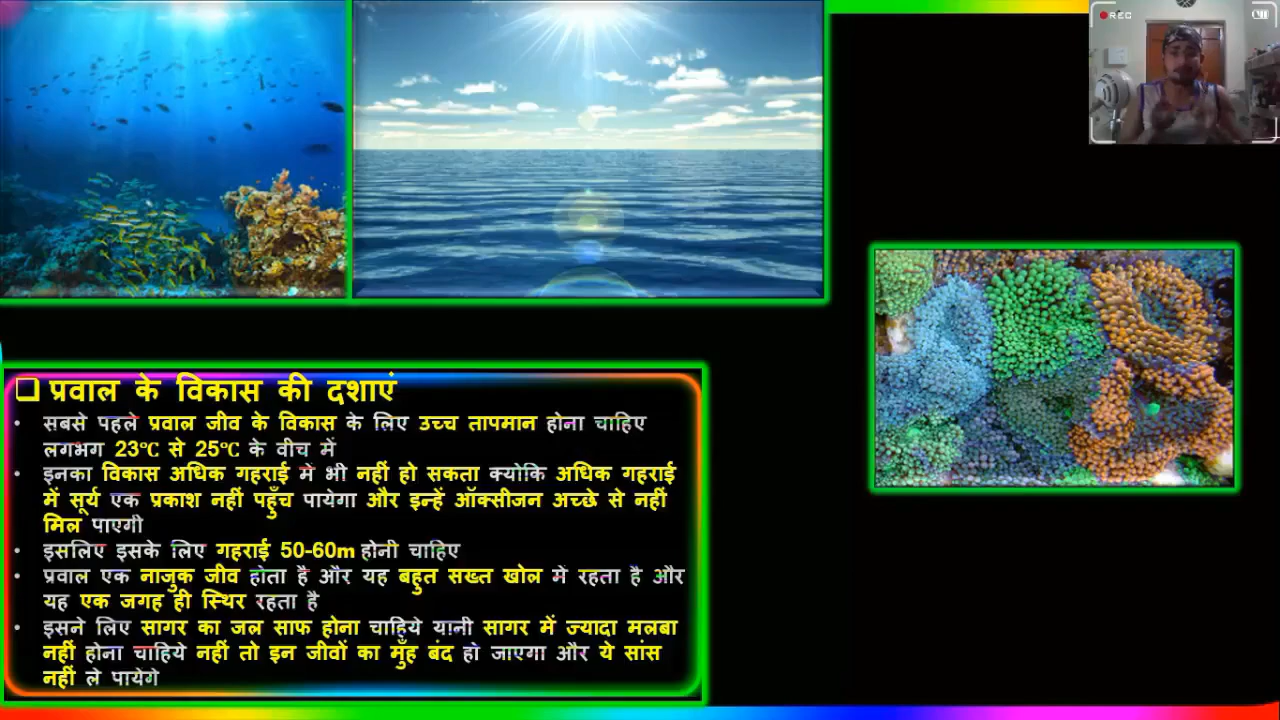 REC
❑ प्रवाल के विकास की दशाएं
• सबसे पहले प्रवाल जीव के विकास के लिए उच्च तापमान होना चाहिए
लगभग 23°C से 25°C के वीच में
• इनका विकास अधिक गहराई में भी नहीं हो सकता क्योकि अधिक गहराई
में सूर्य एक प्रकाश नहीं पहुँच पायेगा और इन्हें ऑक्सीजन अच्छे से नहीं
मिल पाएगी
• इसलिए इसके लिए गहराई 50-60m होनी चाहिए
• प्रवाल एक नाजुक जीव होता है और यह बहुत सख्त खोल में रहता है और
यह एक जगह ही स्थिर रहता है
• इसने लिए सागर का जल साफ होना चाहिये यानी सागर में ज्यादा मलबा
नहीं होना चाहिये नहीं तो इन जीवों का मुँह बंद हो जाएगा और ये सांस
नहीं ले पायेंगे